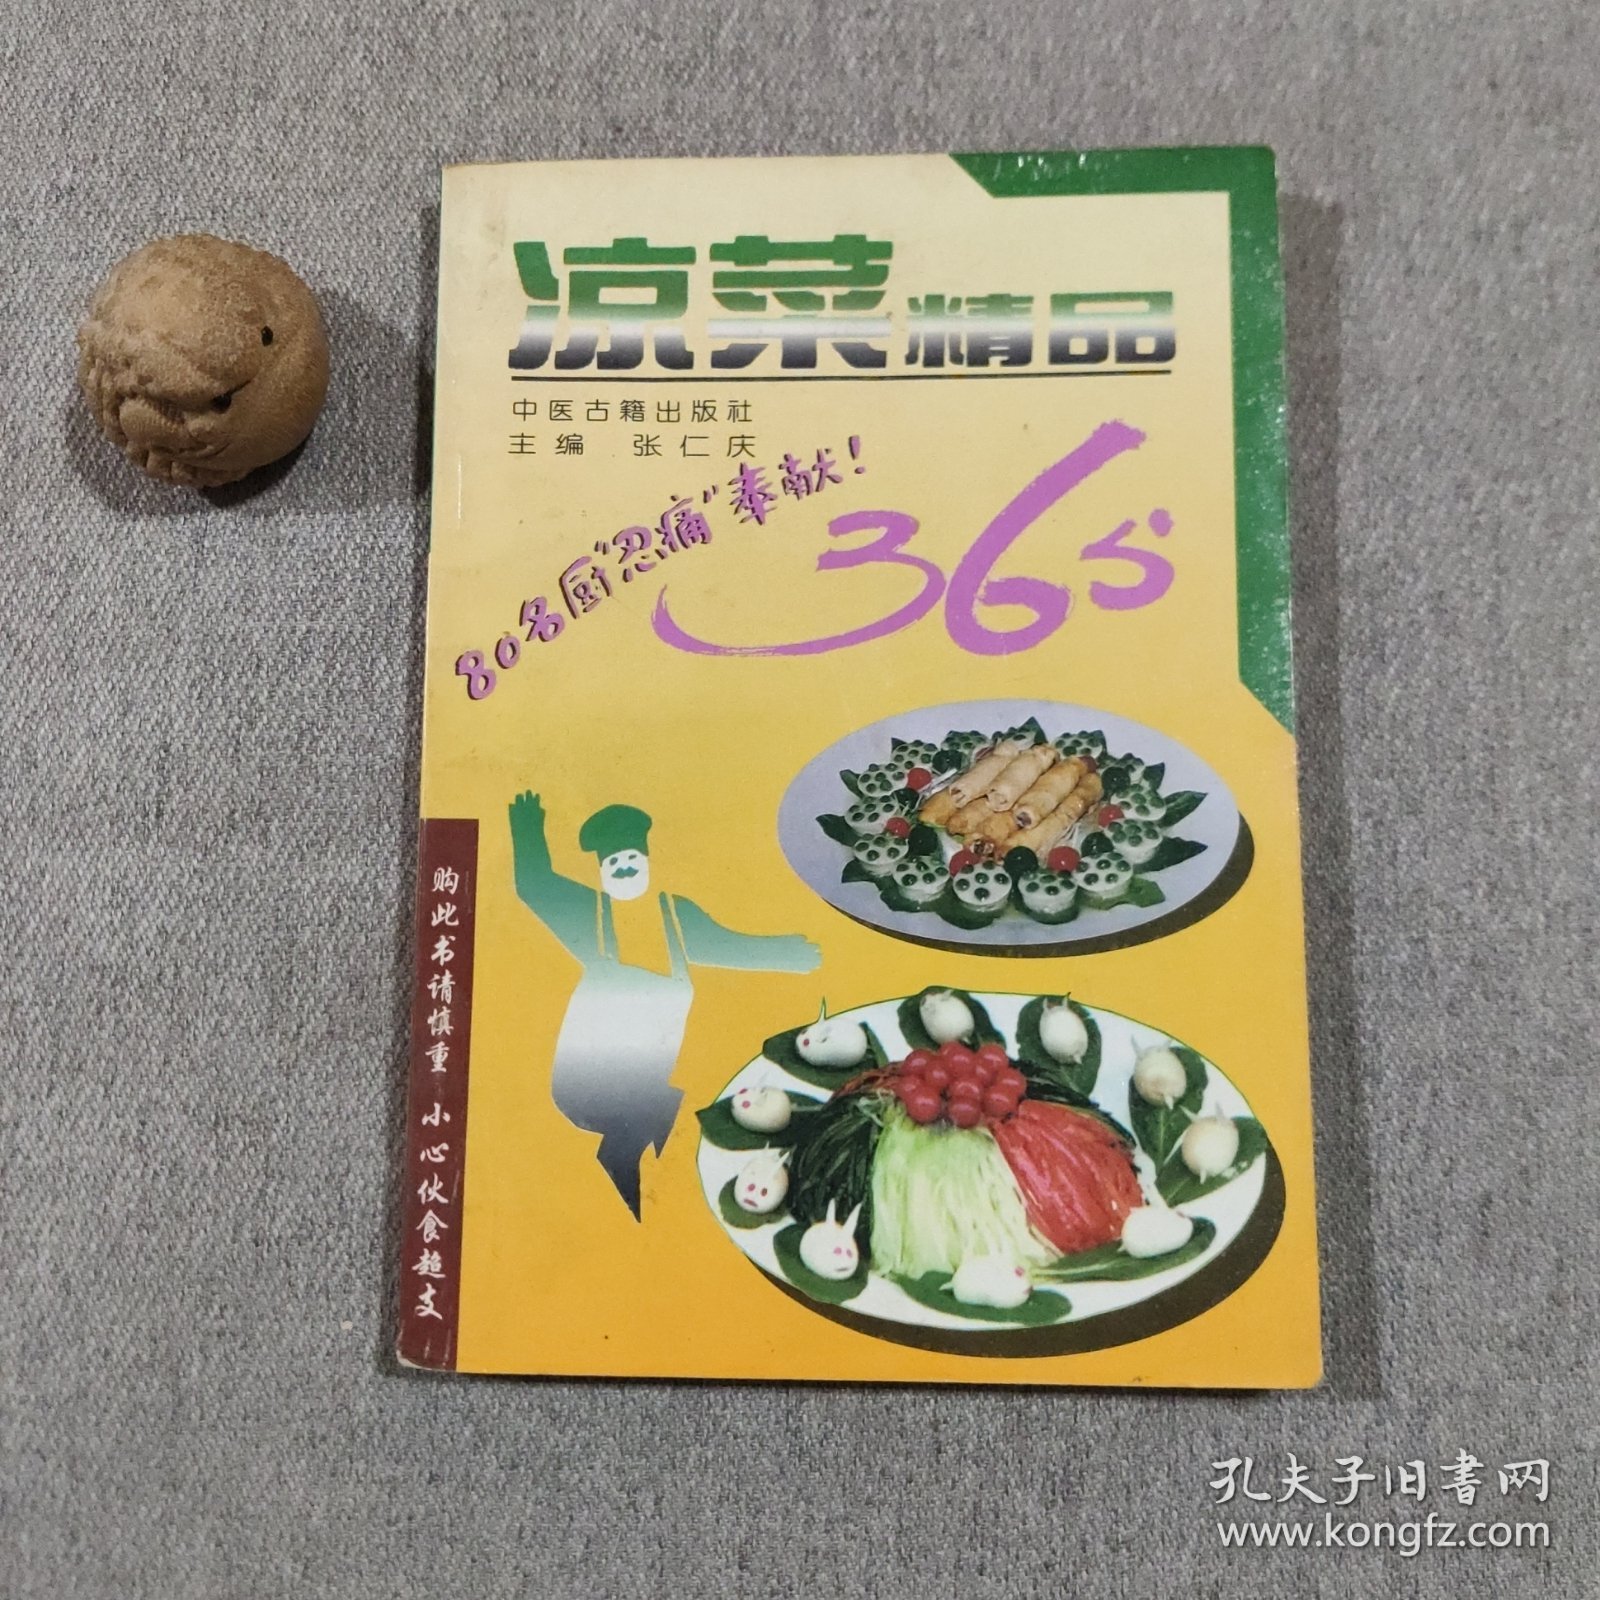 凉菜精品
中医古籍出版社
主编 张仁庆
80名厨“忍痛”奉献！
365
购此书请慎重 小心伙食超支
孔夫子旧书网
www.kongfz.com